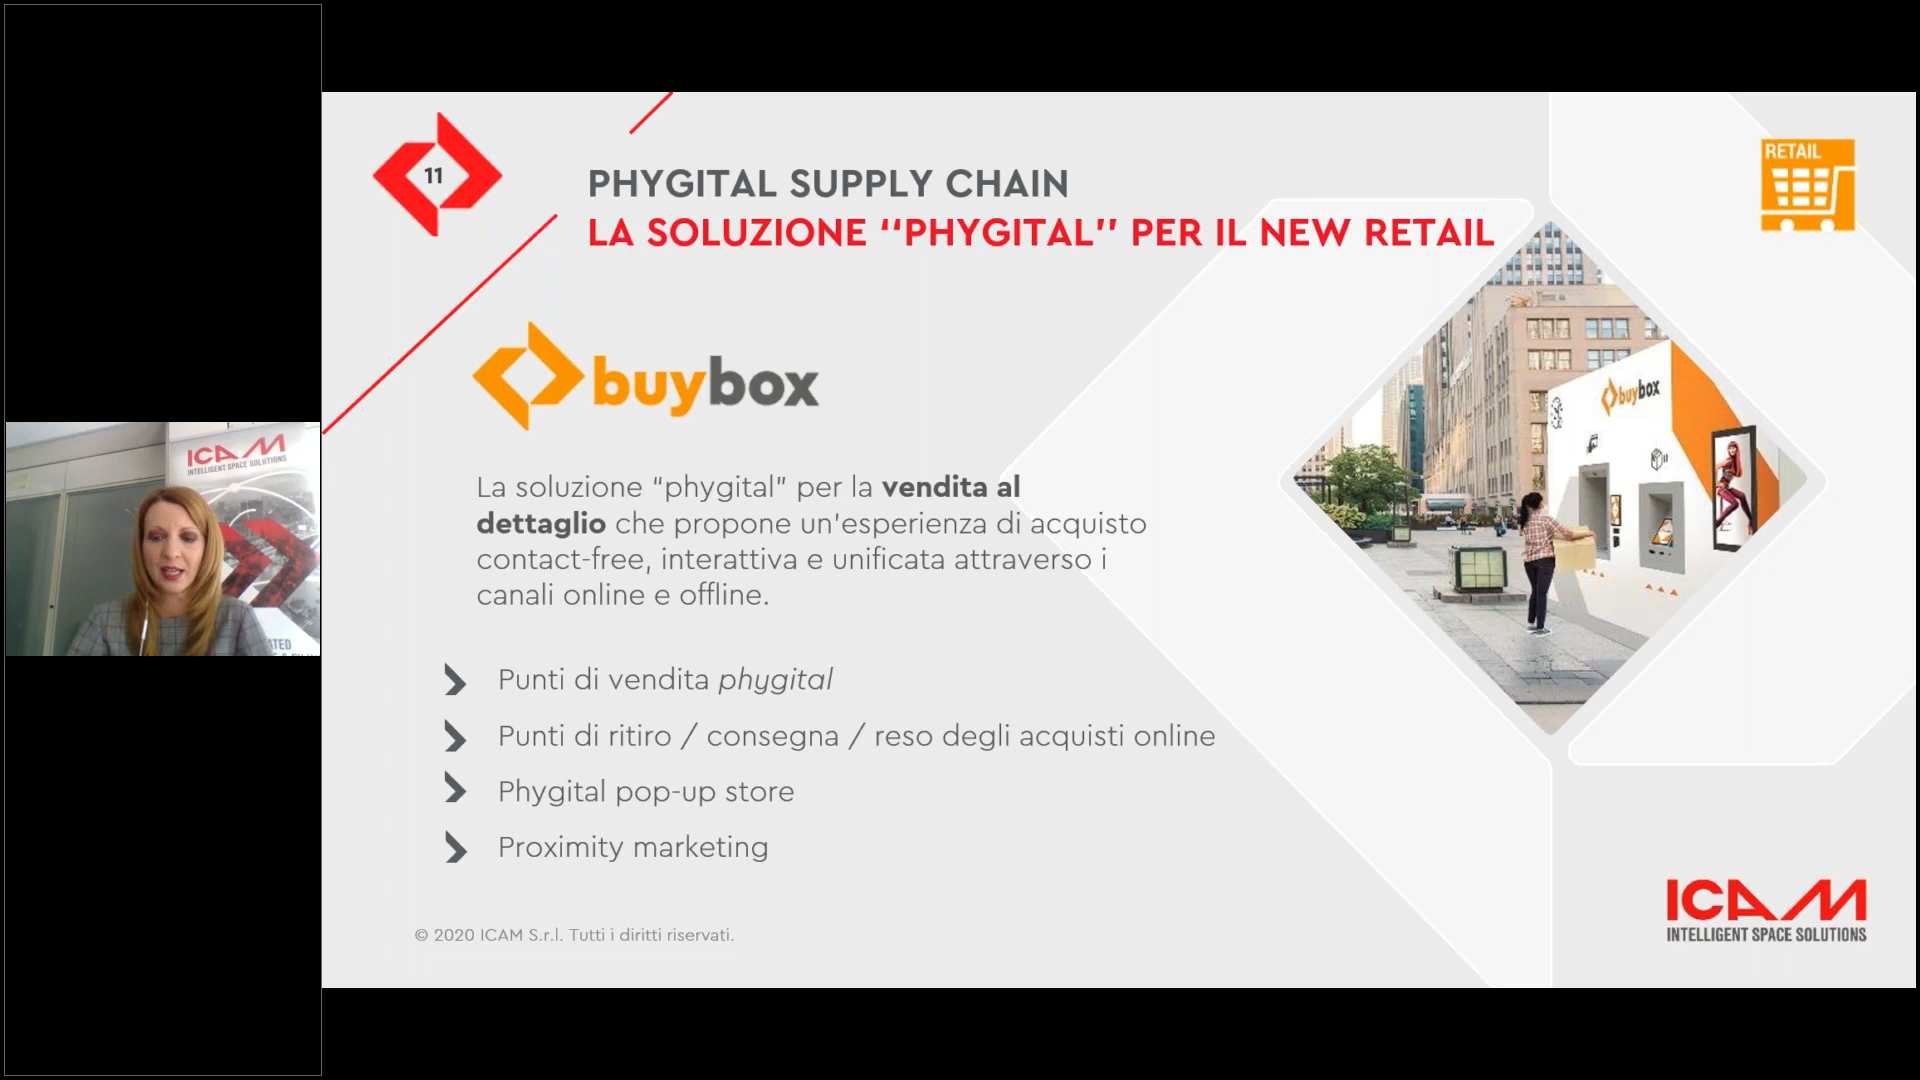 11
PHYGITAL SUPPLY CHAIN
LA SOLUZIONE ‘‘PHYGITAL’’ PER IL NEW RETAIL
RETAIL
buybox
buybox
La soluzione “phygital” per la vendita al
dettaglio che propone un’esperienza di acquisto
contact-free, interattiva e unificata attraverso i
canali online e offline.
ICAM
INTELLIGENT SPACE SOLUTIONS
Punti di vendita phygital
Punti di ritiro / consegna / reso degli acquisti online
Phygital pop-up store
Proximity marketing
© 2020 ICAM S.r.l. Tutti i diritti riservati.
ICAM
INTELLIGENT SPACE SOLUTIONS